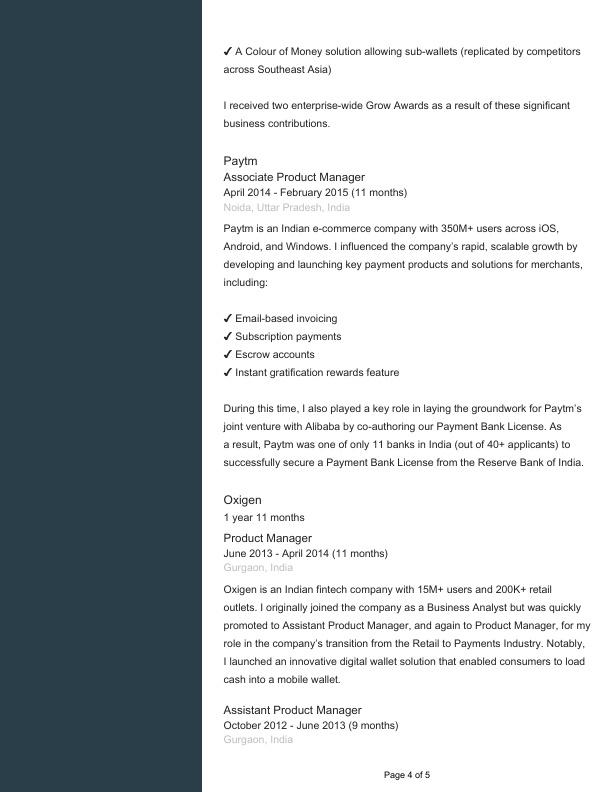 ✔ A Colour of Money solution allowing sub-wallets (replicated by competitors
across Southeast Asia)
I received two enterprise-wide Grow Awards as a result of these significant
business contributions.
Paytm
Associate Product Manager
April 2014 - February 2015 (11 months)
Noida, Uttar Pradesh, India
Paytm is an Indian e-commerce company with 350M+ users across iOS,
Android, and Windows. I influenced the company’s rapid, scalable growth by
developing and launching key payment products and solutions for merchants,
including:
✔ Email-based invoicing
✔ Subscription payments
✔ Escrow accounts
✔ Instant gratification rewards feature
During this time, I also played a key role in laying the groundwork for Paytm’s
joint venture with Alibaba by co-authoring our Payment Bank License. As
a result, Paytm was one of only 11 banks in India (out of 40+ applicants) to
successfully secure a Payment Bank License from the Reserve Bank of India.
Oxigen
1 year 11 months
Product Manager
June 2013 - April 2014 (11 months)
Gurgaon, India
Oxigen is an Indian fintech company with 15M+ users and 200K+ retail
outlets. I originally joined the company as a Business Analyst but was quickly
promoted to Assistant Product Manager, and again to Product Manager, for my
role in the company’s transition from the Retail to Payments Industry. Notably,
I launched an innovative digital wallet solution that enabled consumers to load
cash into a mobile wallet.
Assistant Product Manager
October 2012 - June 2013 (9 months)
Gurgaon, India
Page 4 of 5